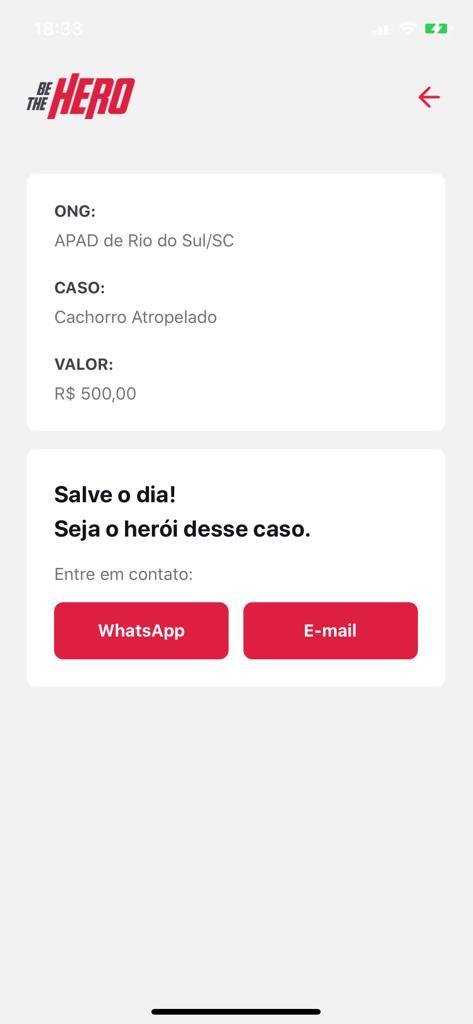 18:33
BE
THE HERO
ONG:
APAD de Rio do Sul/SC
CASO:
Cachorro Atropelado
VALOR:
R$ 500,00
Salve o dia!
Seja o herói desse caso.
Entre em contato:
WhatsApp
E-mail